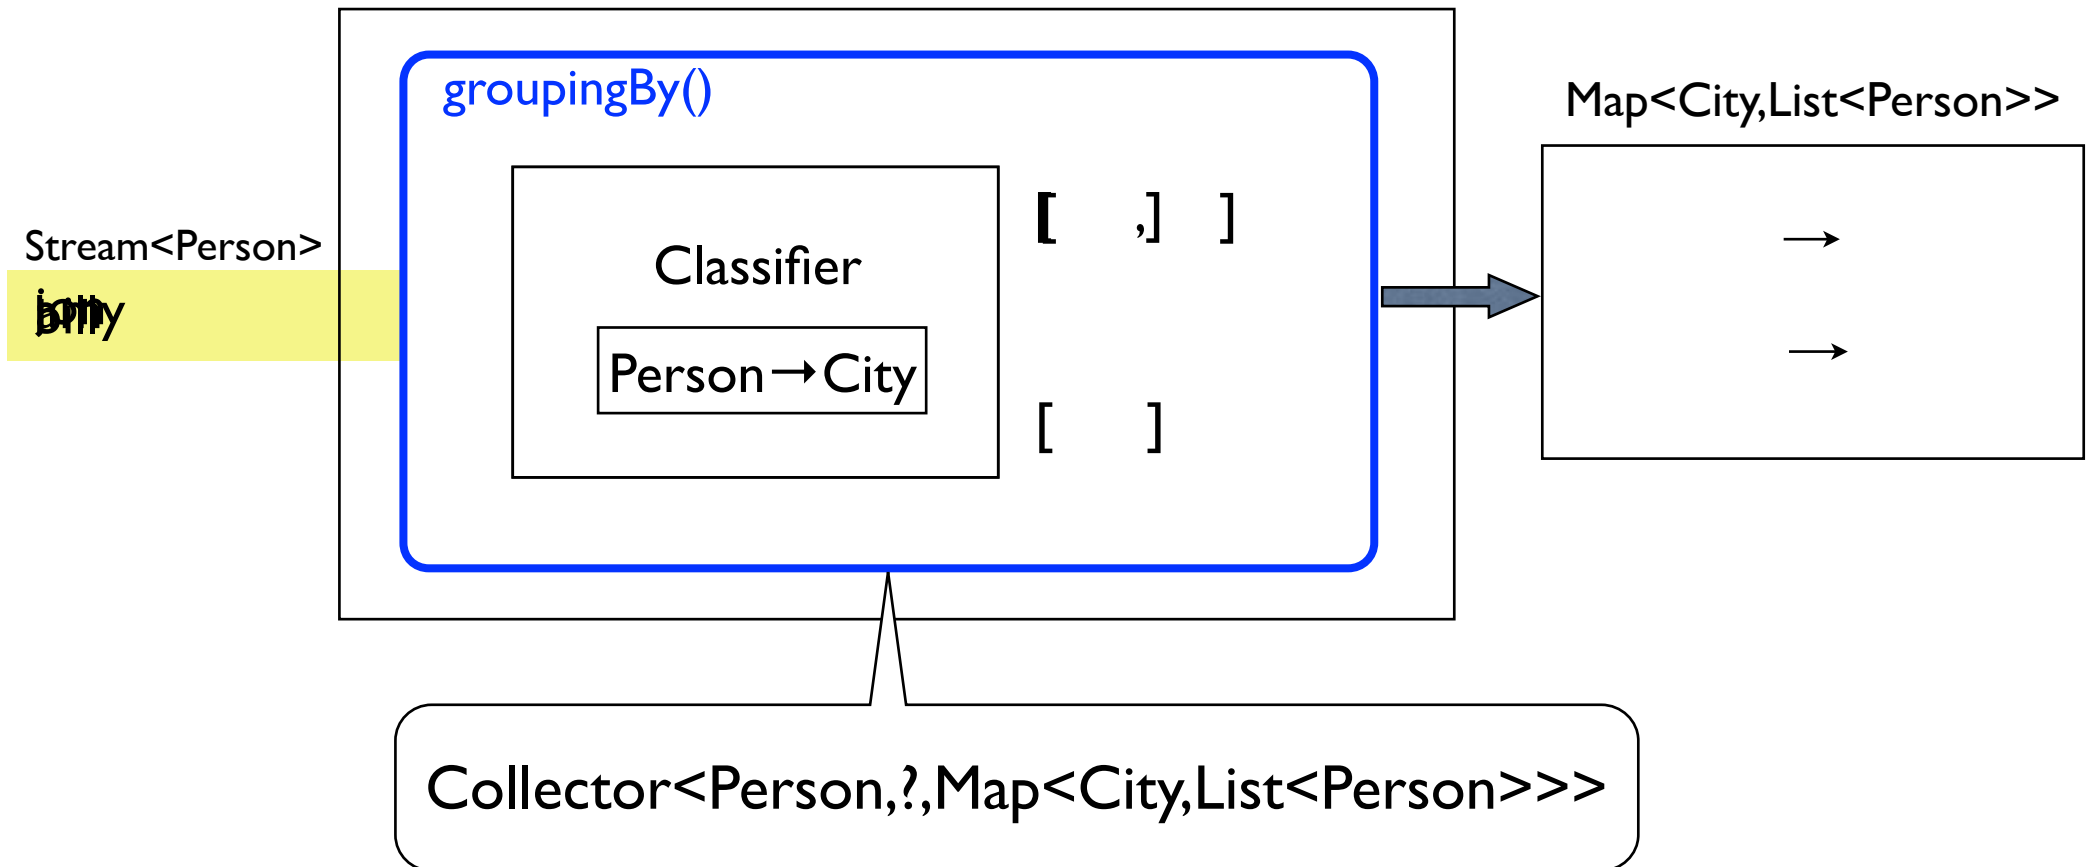 groupingBy()
Map<City,List<Person>>
[ ,] ]
Stream<Person>
Classifier
→
Person→City
→
[ ]
Collector<Person,?,Map<City,List<Person>>>